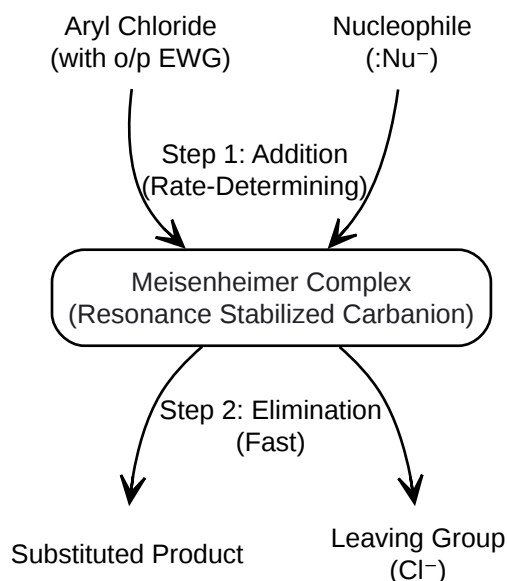 Aryl Chloride
(with o/p EWG)
Nucleophile
(:Nu⁻)
Step 1: Addition
(Rate-Determining)
Meisenheimer Complex
(Resonance Stabilized Carbanion)
Step 2: Elimination
(Fast)
Substituted Product
Leaving Group
(Cl⁻)